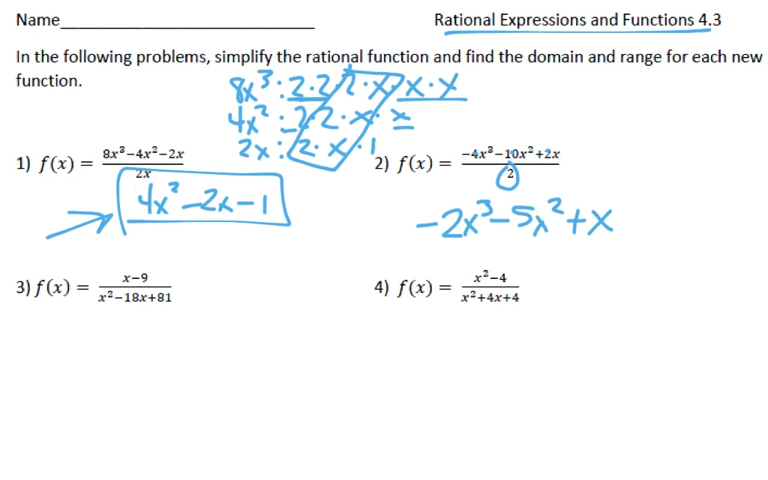 Name____________________ Rational Expressions and Functions 4.3
In the following problems, simplify the rational function and find the domain and range for each new
function.
8x³: 2·2/2·x/x·x
4x²: 2/2·x/x
2x: /2·x/1
1) f(x) = (8x³−4x²−2x)/(2x)
4x²−2x−1
2) f(x) = (−4x³−10x²+2x)/(2)
−2x³−5x²+x
3) f(x) = (x−9)/(x²−18x+81)
4) f(x) = (x²−4)/(x²+4x+4)